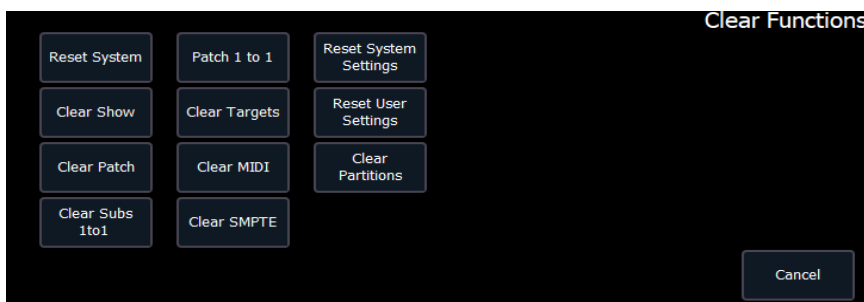 Clear Functions
Reset System
Patch 1 to 1
Reset System
Settings
Clear Show
Clear Targets
Reset User
Settings
Clear Patch
Clear MIDI
Clear
Partitions
Clear Subs
1to1
Clear SMPTE
Cancel